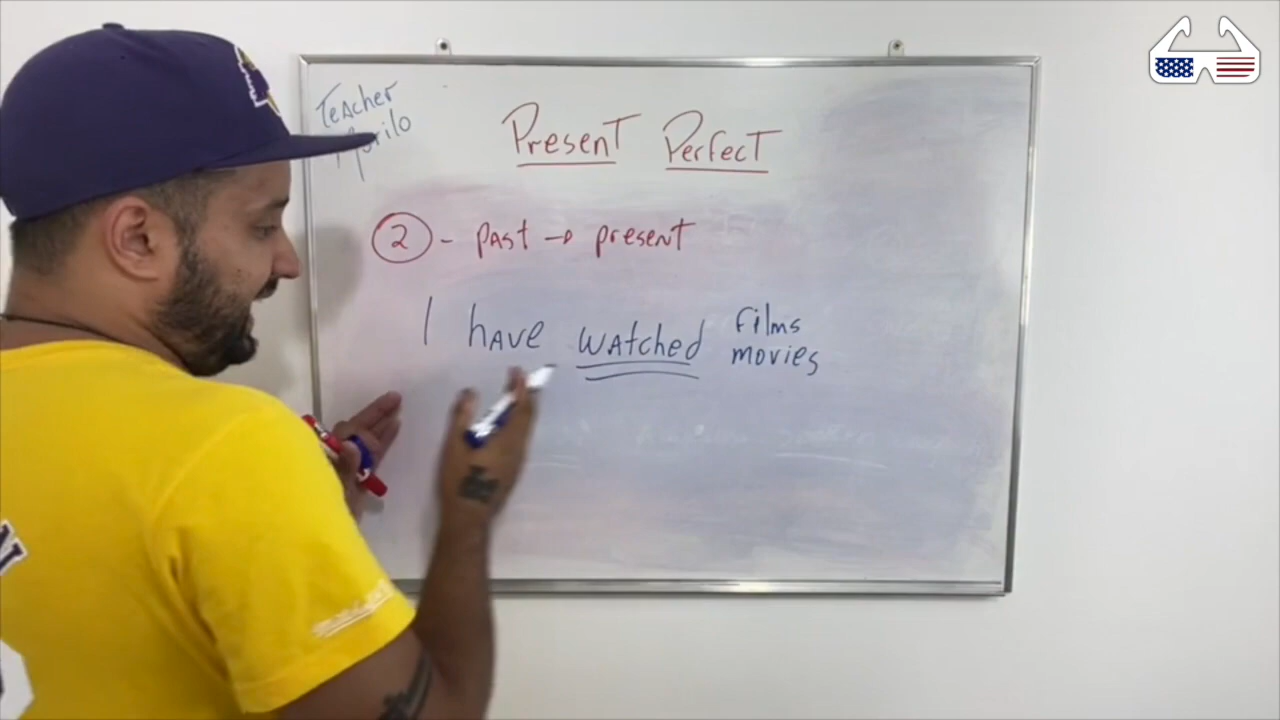 Teacher
Murilo
Present Perfect
2 - past → present
I have watched films
movies